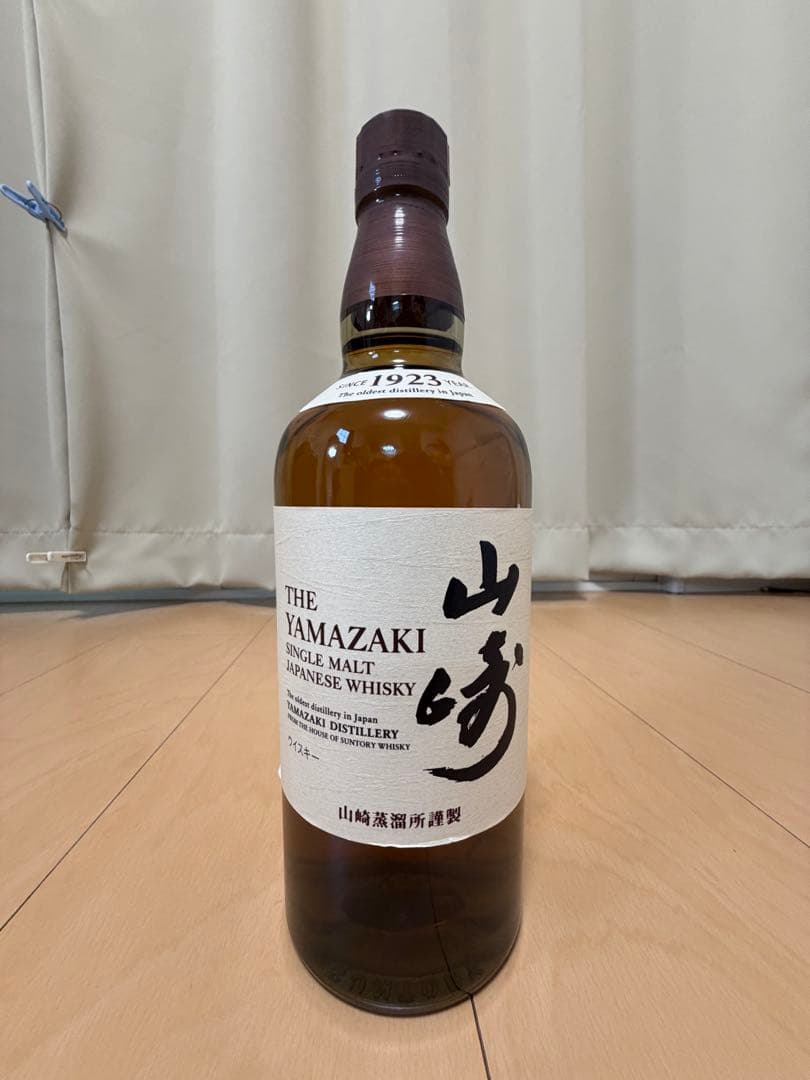 SINCE 1923 YEAR
The oldest distillery in Japan
山崎
THE
YAMAZAKI
SINGLE MALT
JAPANESE WHISKY
The oldest distillery in Japan
YAMAZAKI DISTILLERY
FROM THE HOUSE OF SUNTORY WHISKY
ウイスキー
山崎蒸溜所謹製